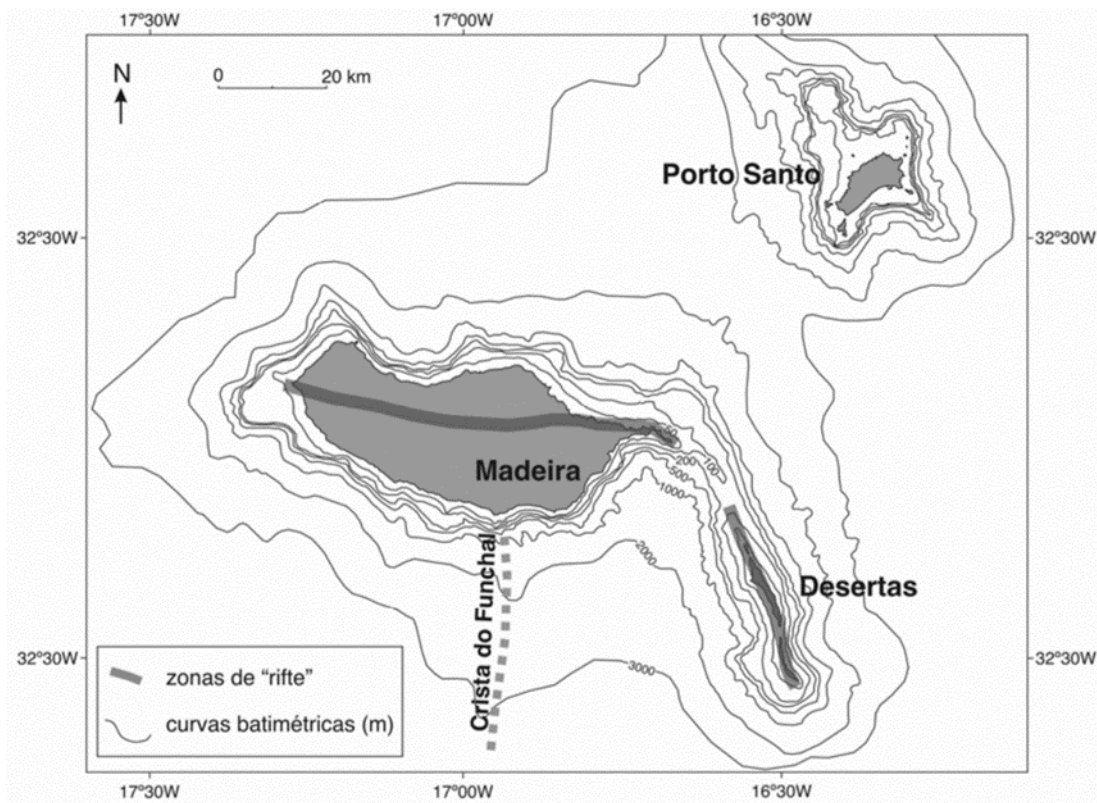 17°30W 17°00W 16°30W
N
0 20 km
Porto Santo
32°30W 32°30W
50
Madeira
200 100
500
1000
2000
Desertas
Crista do Funchal
32°30W 32°30W
3000
zonas de “rifte”
curvas batimétricas (m)
17°30W 17°00W 16°30W